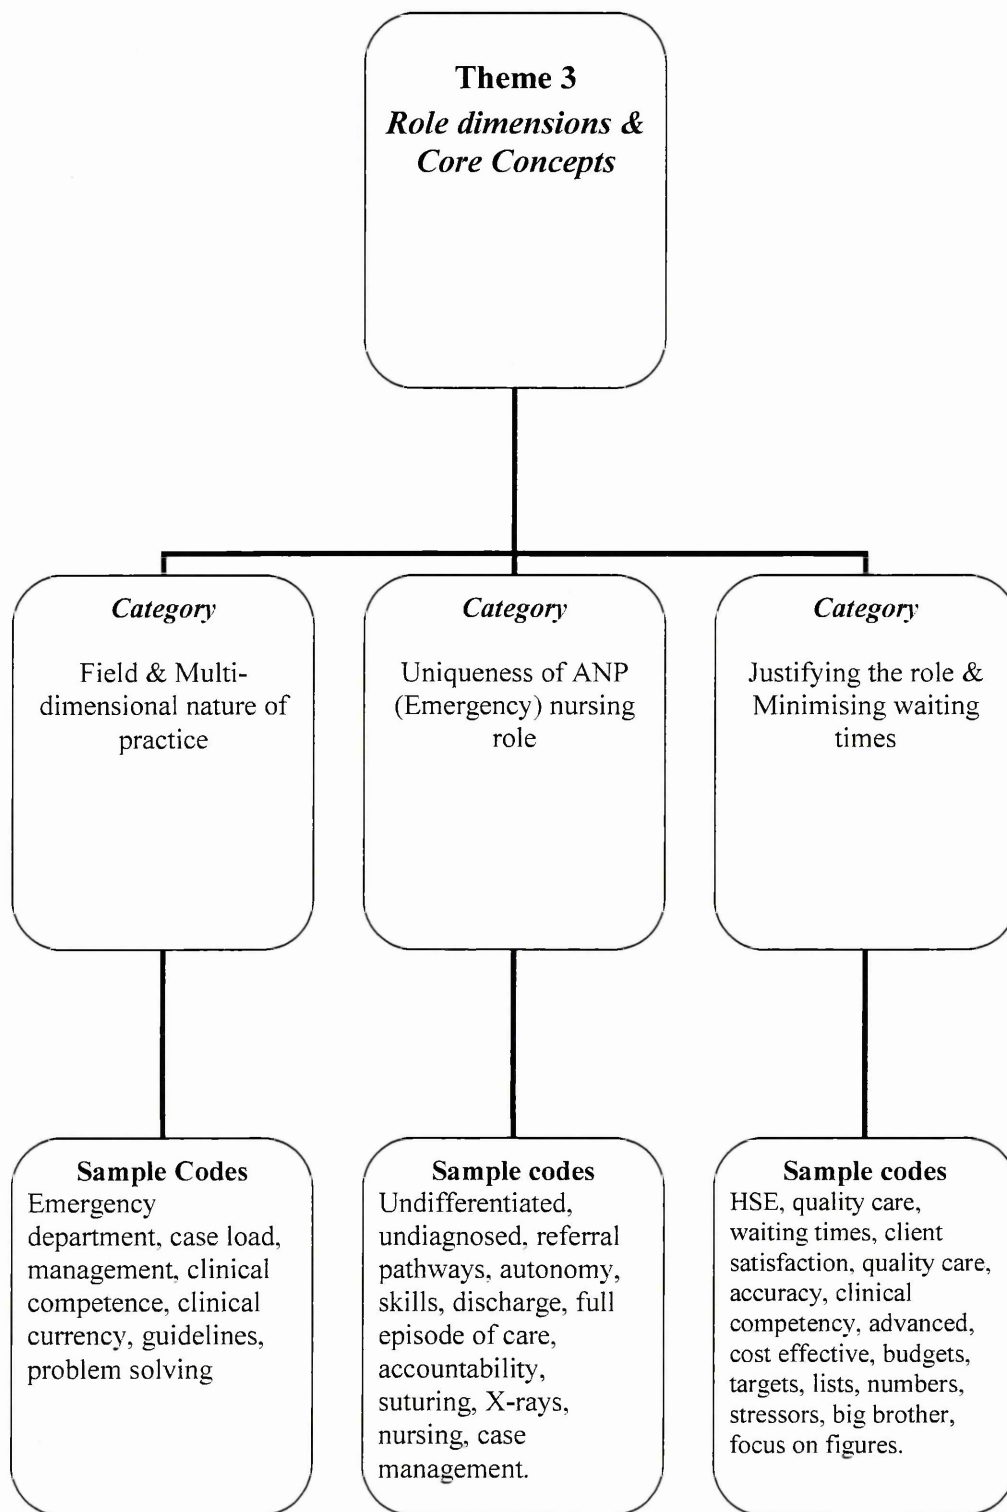 Theme 3
Role dimensions &
Core Concepts
Category
Field & Multi-
dimensional nature of
practice
Category
Uniqueness of ANP
(Emergency) nursing
role
Category
Justifying the role &
Minimising waiting
times
Sample Codes
Emergency
department, case load,
management, clinical
competence, clinical
currency, guidelines,
problem solving
Sample codes
Undifferentiated,
undiagnosed, referral
pathways, autonomy,
skills, discharge, full
episode of care,
accountability,
suturing, X-rays,
nursing, case
management.
Sample codes
HSE, quality care,
waiting times, client
satisfaction, quality care,
accuracy, clinical
competency, advanced,
cost effective, budgets,
targets, lists, numbers,
stressors, big brother,
focus on figures.